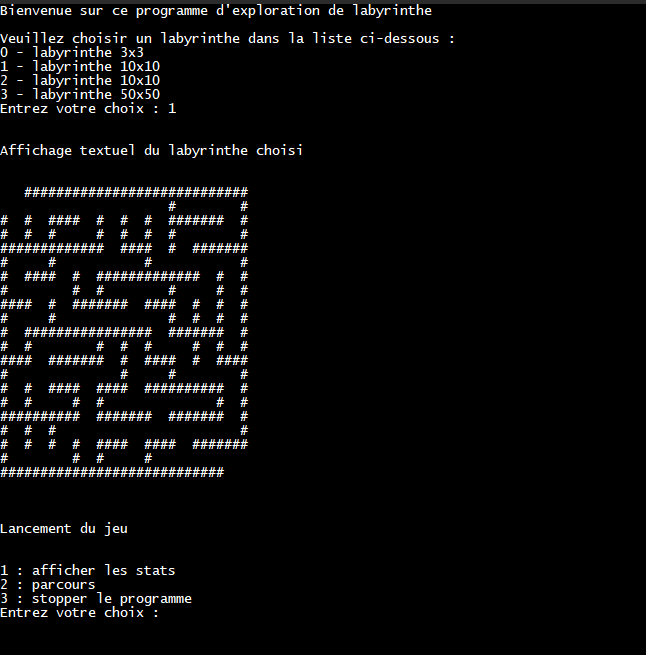 Bienvenue sur ce programme d'exploration de labyrinthe
Veuillez choisir un labyrinthe dans la liste ci-dessous :
0 - labyrinthe 3x3
1 - labyrinthe 10x10
2 - labyrinthe 10x10
3 - labyrinthe 50x50
Entrez votre choix : 1
Affichage textuel du labyrinthe choisi
   ############################
                     #        #
#  #  ####  #  #  #  #######  #
#  #  #     #  #  #  #        #
#############  ####  #  #######
#     #           #           #
#  ####  #  #############  #  #
#        #  #        #     #  #
####  #  #######  ####  #  #  #
#     #              #  #  #  #
#  ################  #######  #
#  #        #  #  #     #  #  #
####  #######  #  ####  #  ####
#              #     #        #
#  #  ####  ####  ##########  #
#  #     #  #              #  #
##########  #######  #######  #
#  #  #                       #
#  #  #  #  ####  ####  #######
#        #  #     #
############################
Lancement du jeu
1 : afficher les stats
2 : parcours
3 : stopper le programme
Entrez votre choix :